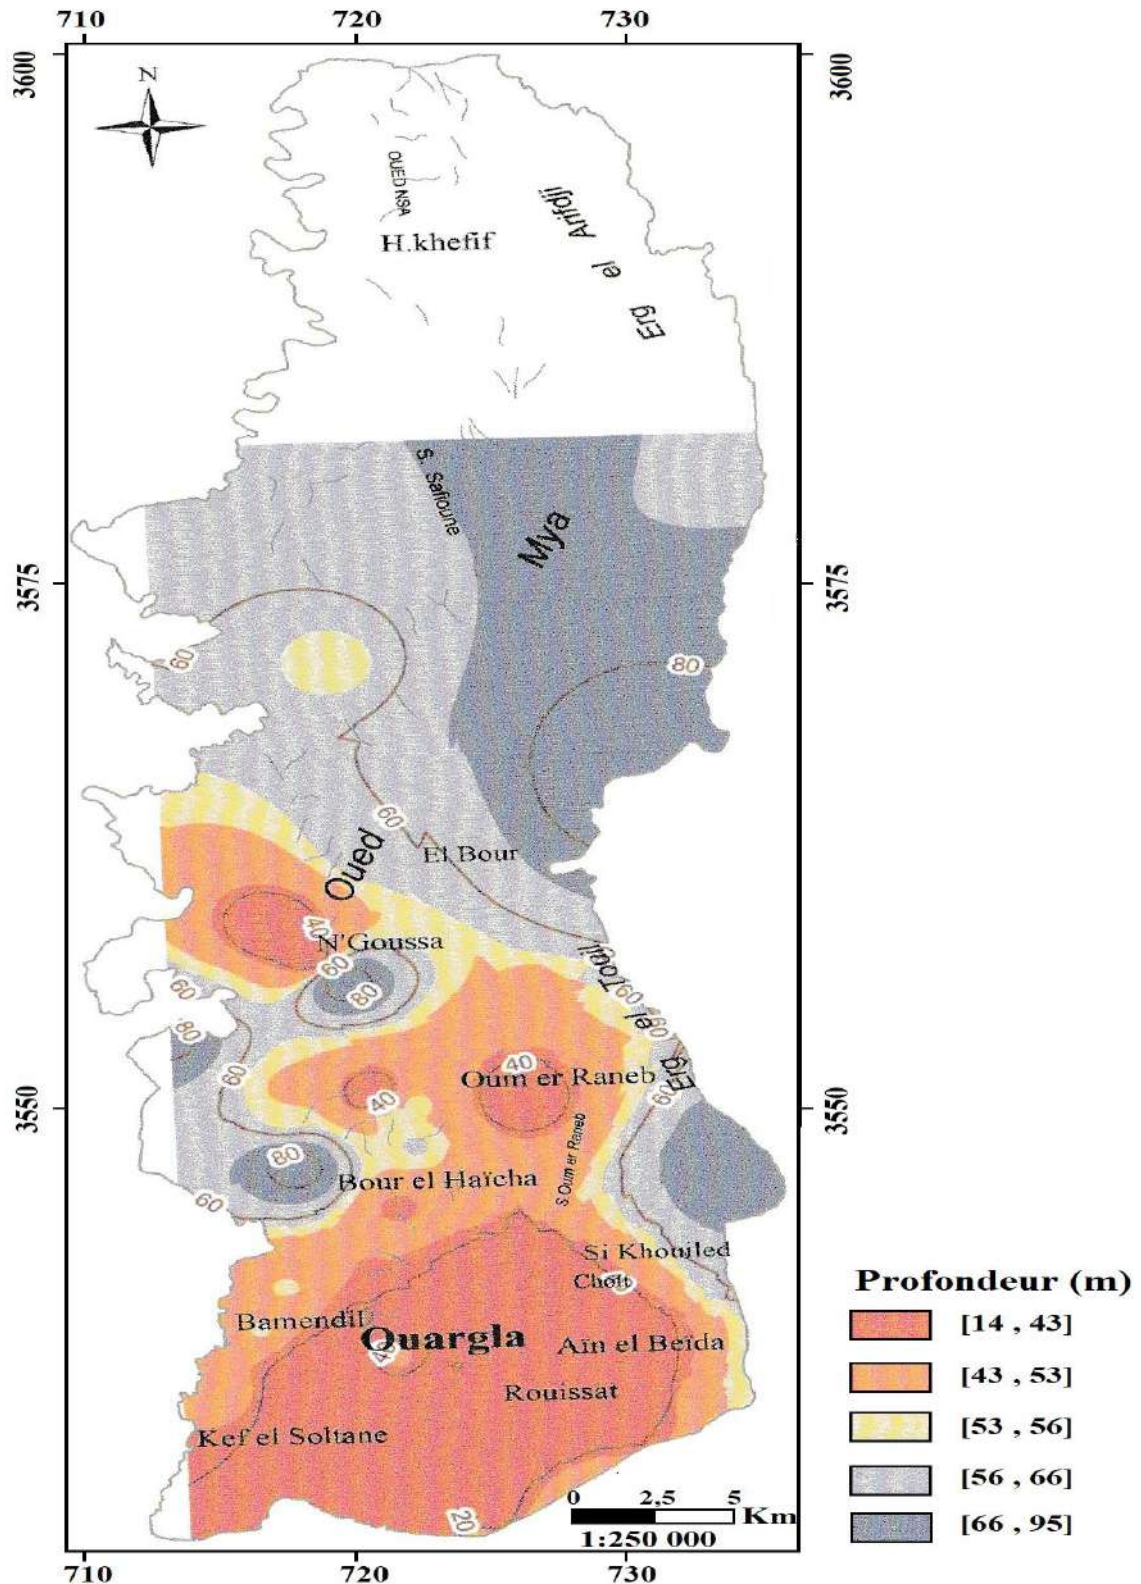 710 720 730
3600 3600
N
OUED NSA
Erg el Arifdji
H.khefif
S. Safioune
Mya
3575 3575
60
80
60
El Bour
Oued
40
N'Goussa
60
80
Erg el Touil
60
60
60
80
60
60
40
Oum er Raneb
40
3550 3550
S Oum er Raneb
80
Bour el Haïcha
60
Si Khouiled
Chott
Bamendil
Ouargla
Aïn el Beïda
Rouissat
Kef el Soltane
20
0 2,5 5
Km
1:250 000
710 720 730
Profondeur (m)
[14 , 43]
[43 , 53]
[53 , 56]
[56 , 66]
[66 , 95]